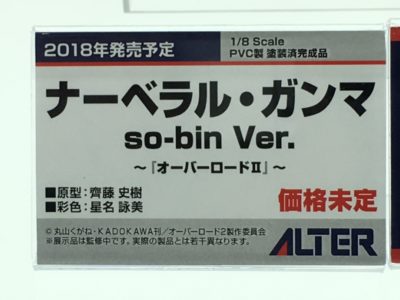 2018年発売予定
1/8 Scale
PVC製 塗装済完成品
ナーベラル・ガンマ
so-bin Ver.
～『オーバーロードⅡ』～
■原型：齊藤 史樹
■彩色：星名 詠美
価格未定
© 丸山くがね・KADOKAWA刊／オーバーロード2製作委員会
※展示品は監修中です。実際の製品とは若干異なります。
ALTER